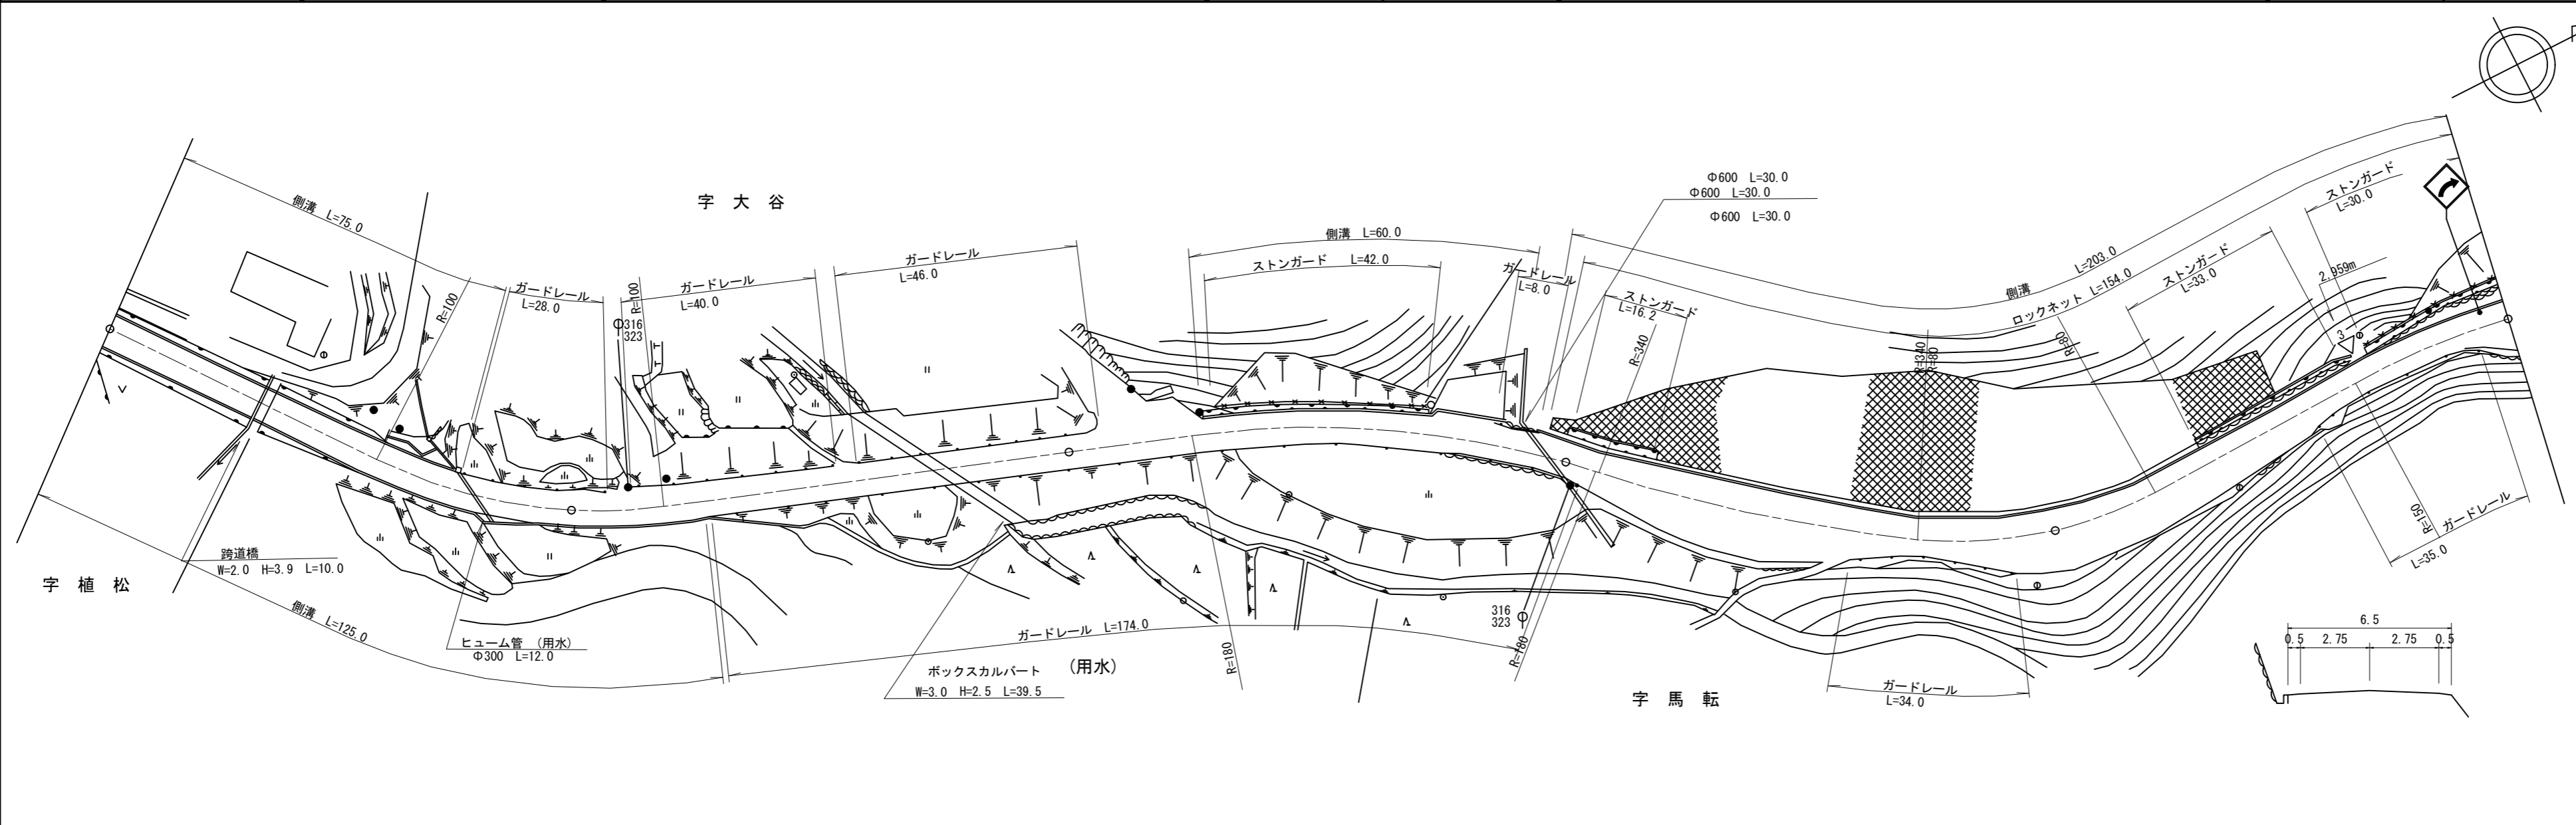 側溝 L=75.0
字 大 谷
Φ600 L=30.0
Φ600 L=30.0
Φ600 L=30.0
ガードレール
L=28.0
R=100
ガードレール
L=40.0
R=100
Φ316
323
ガードレール
L=46.0
側溝 L=60.0
ストンガード L=42.0
ガードレール
L=8.0
ストンガード
L=16.2
R=340
R=340
R=80
側溝 L=203.0
ロックネット L=154.0
R=80
ストンガード
L=33.0
ストンガード
L=30.0
2.959m
3
跨道橋
W=2.0 H=3.9 L=10.0
字 植 松
側溝 L=125.0
ヒューム管 (用水)
Φ300 L=12.0
ガードレール L=174.0
ボックスカルバート (用水)
W=3.0 H=2.5 L=39.5
R=180
316
323
R=180
字 馬 転
ガードレール
L=34.0
R=150
ガードレール
L=35.0
6.5
0.5 2.75 2.75 0.5